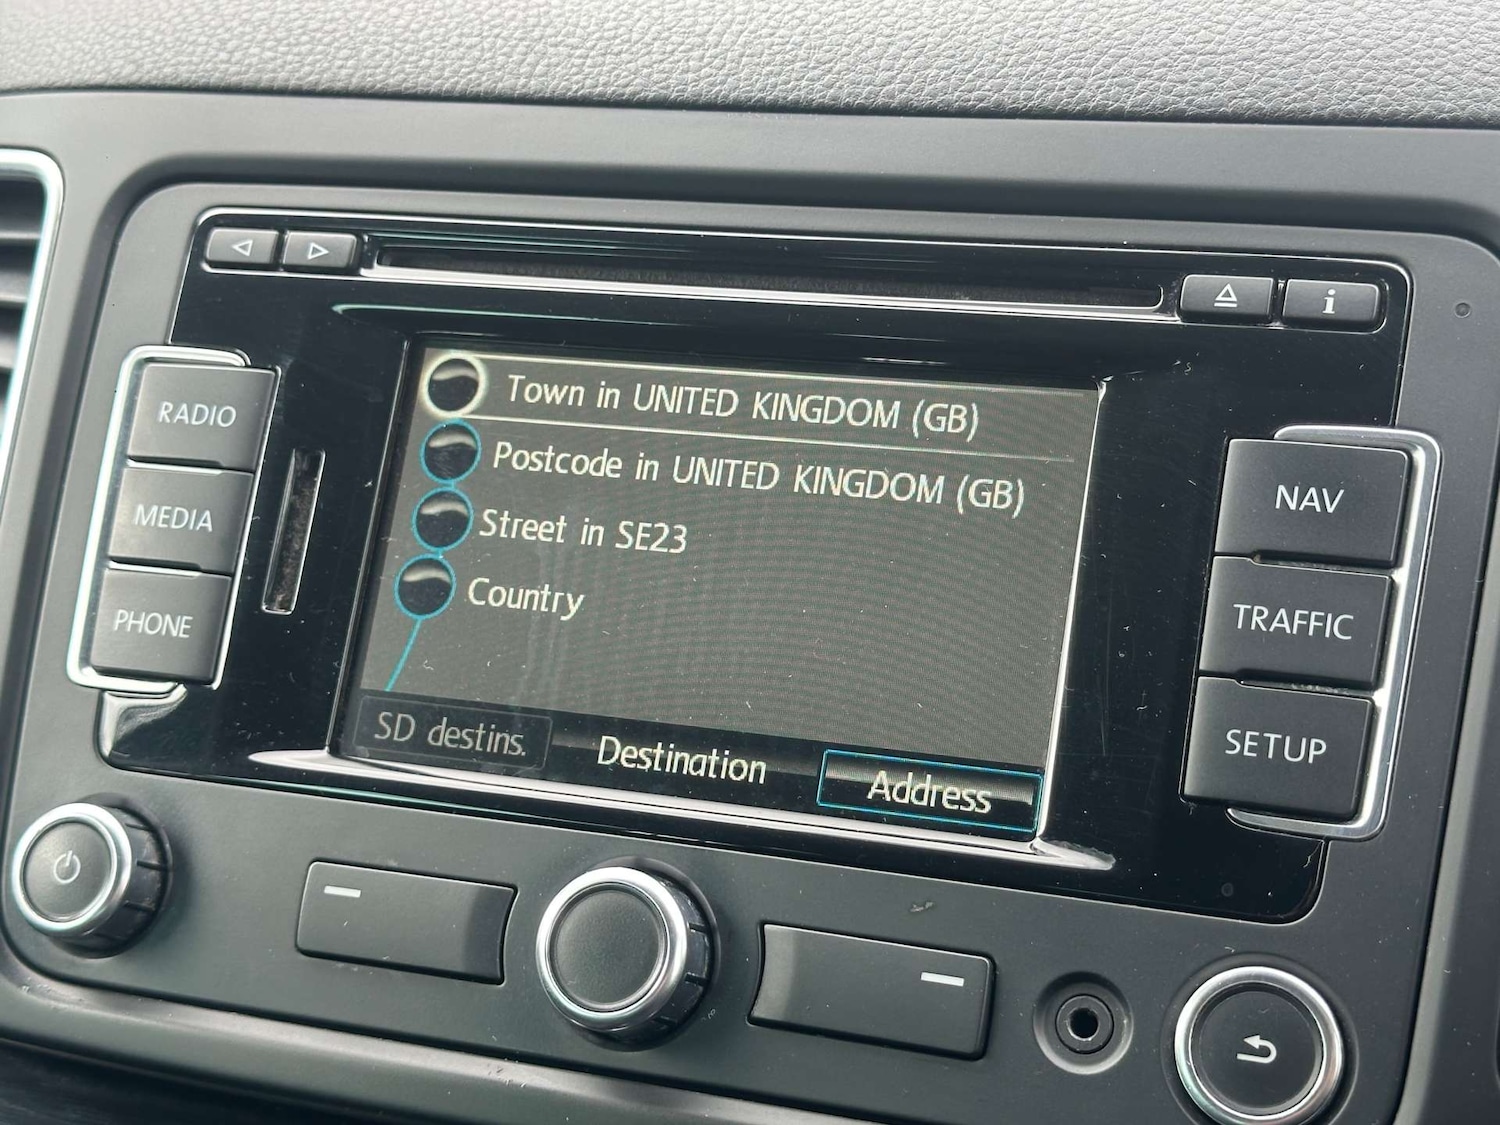 i
RADIO
MEDIA
PHONE
Town in UNITED KINGDOM (GB)
Postcode in UNITED KINGDOM (GB)
Street in SE23
Country
SD destins.
Destination
Address
NAV
TRAFFIC
SETUP